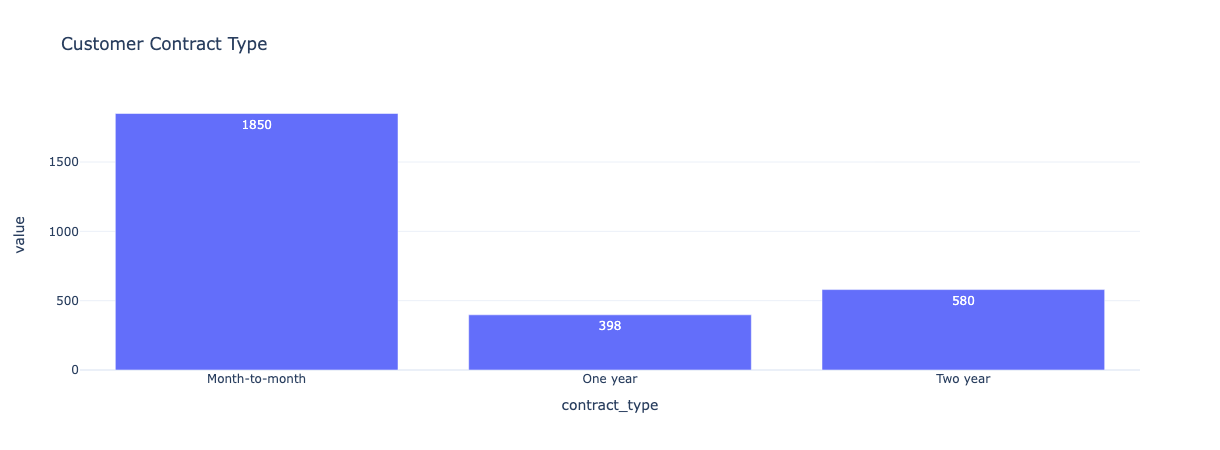 Customer Contract Type
1850
1500
1000
value
500
580
398
0
Month-to-month
One year
Two year
contract_type